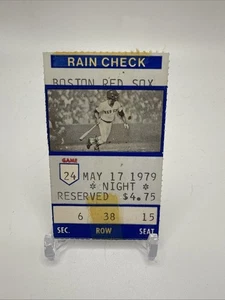 RAIN CHECK
BOSTON RED SOX
GAME
24 MAY 17 1979
* NIGHT *
RESERVED $4.75
6 38 15
SEC. ROW SEAT